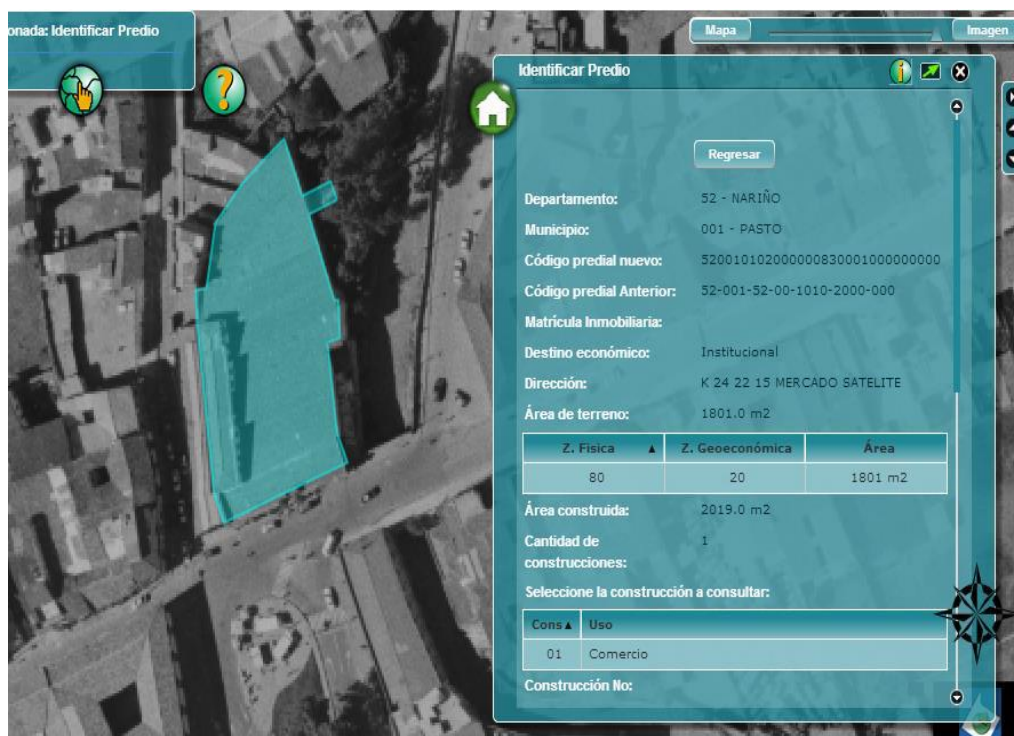 onada: Identificar Predio
Mapa
Imagen
Identificar Predio
Regresar
Departamento: 52 - NARIÑO
Municipio: 001 - PASTO
Código predial nuevo: 520010102000000830001000000000
Código predial Anterior: 52-001-52-00-1010-2000-000
Matrícula Inmobiliaria:
Destino económico: Institucional
Dirección: K 24 22 15 MERCADO SATELITE
Área de terreno: 1801.0 m2
Z. Fisica ▲ Z. Geoeconómica Área
80 20 1801 m2
Área construida: 2019.0 m2
Cantidad de 1
construcciones:
Seleccione la construcción a consultar:
Cons ▲ Uso
01 Comercio
Construcción No: